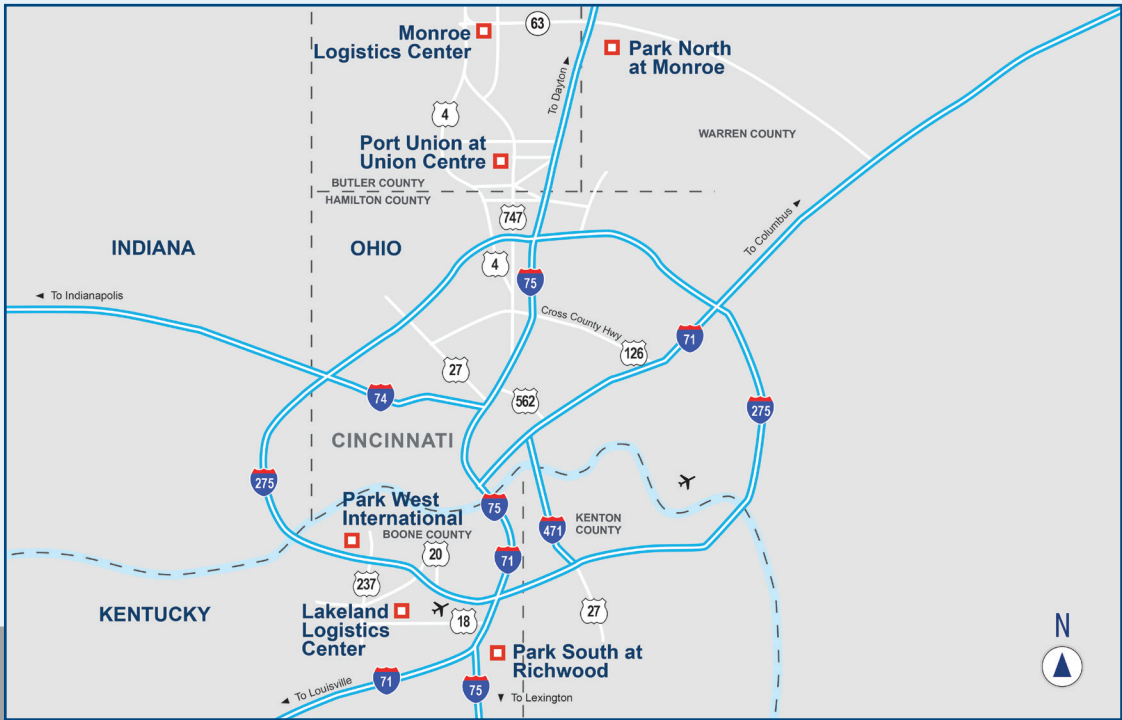 63
Monroe
Logistics Center
Park North
at Monroe
To Dayton
4
WARREN COUNTY
Port Union at
Union Centre
BUTLER COUNTY
HAMILTON COUNTY
747
To Columbus
INDIANA
OHIO
4
75
To Indianapolis
Cross County Hwy
126
71
27
74
562
275
CINCINNATI
275
Park West
International
75
BOONE COUNTY
KENTON
COUNTY
471
20
71
237
KENTUCKY
Lakeland
Logistics
Center
18
27
N
Park South at
Richwood
71
75
To Louisville
To Lexington